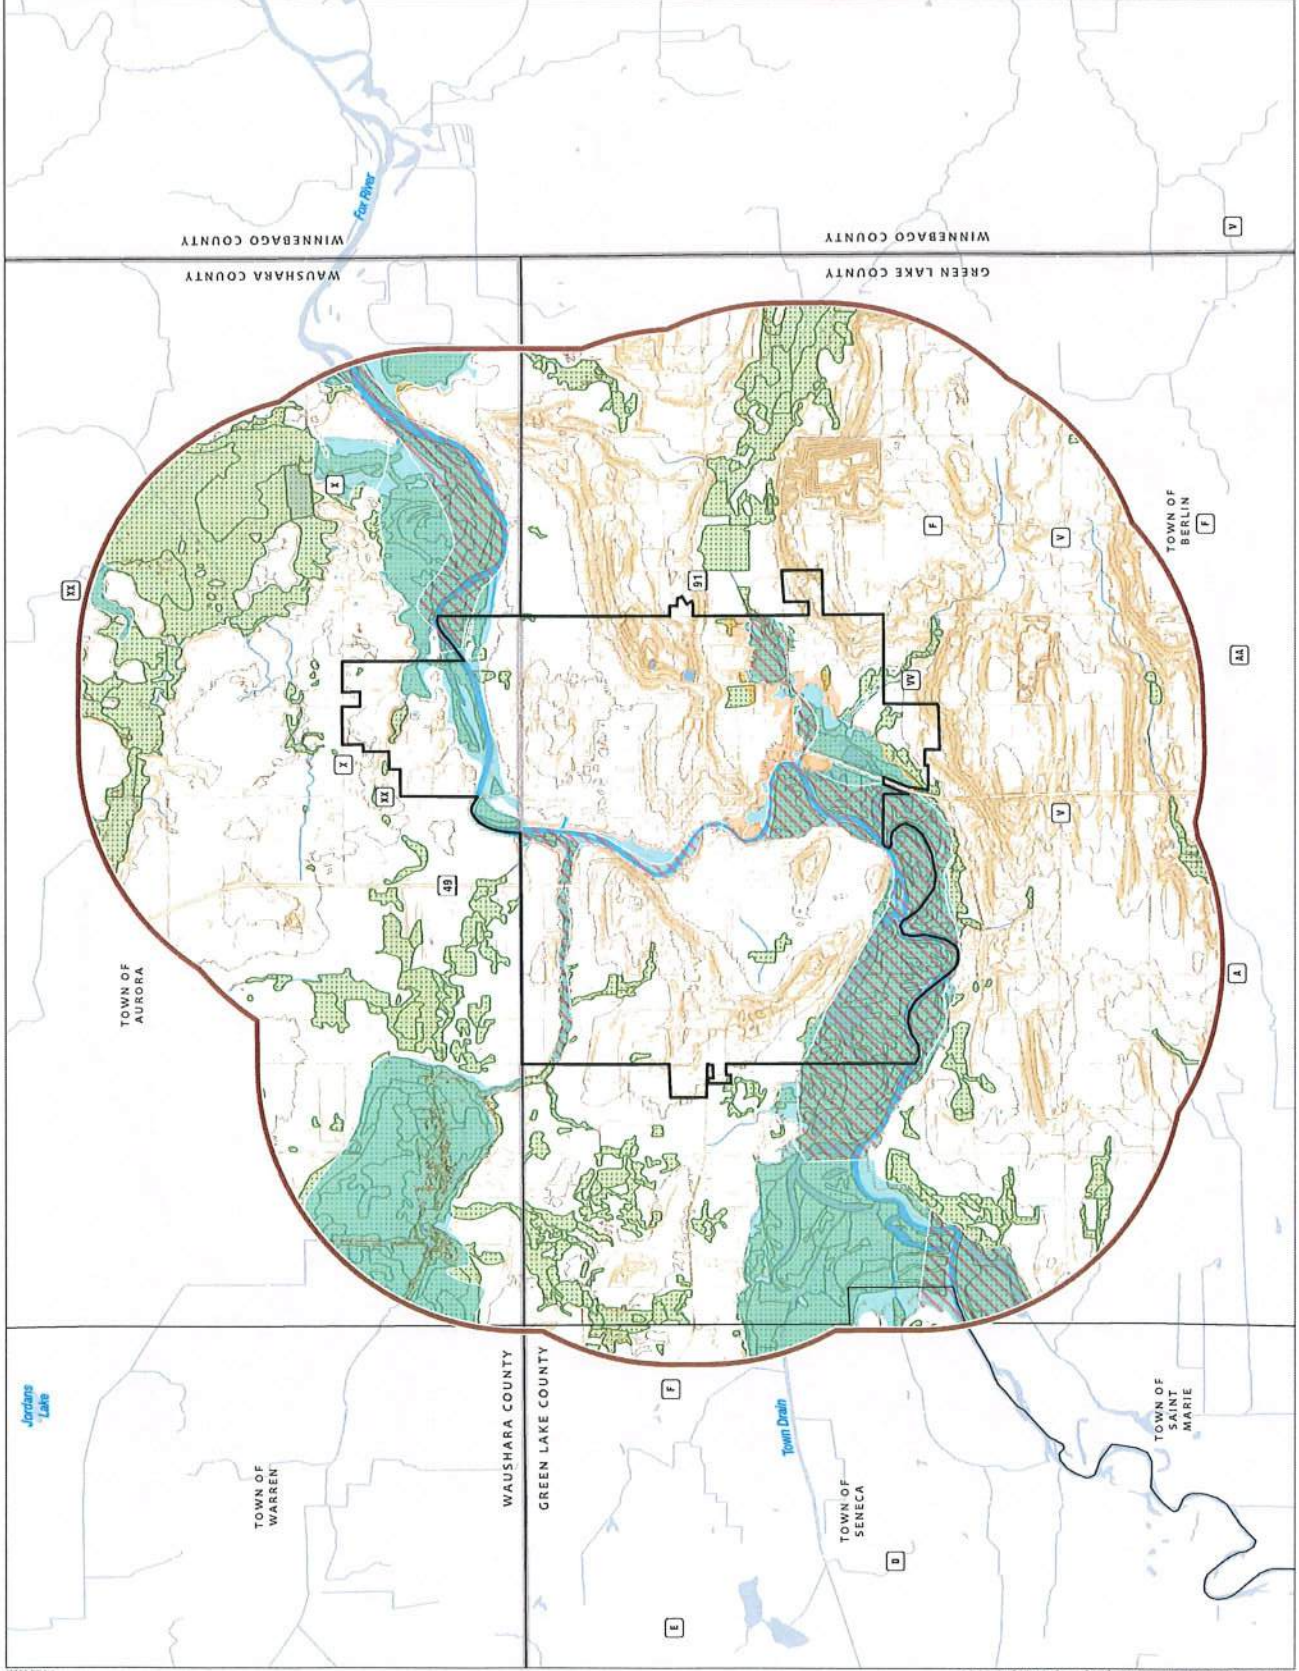 Fox River
WINNEBAGO COUNTY
WAUSHARA COUNTY
WINNEBAGO COUNTY
GREEN LAKE COUNTY
V
X
XX
91
F
V
TOWN OF
BERLIN
F
AA
VV
X
XX
V
49
TOWN OF
AURORA
A
Jordans
Lake
WAUSHARA COUNTY
GREEN LAKE COUNTY
F
Town Drain
TOWN OF
SAINT
MARIE
TOWN OF
WARREN
TOWN OF
SENECA
D
E